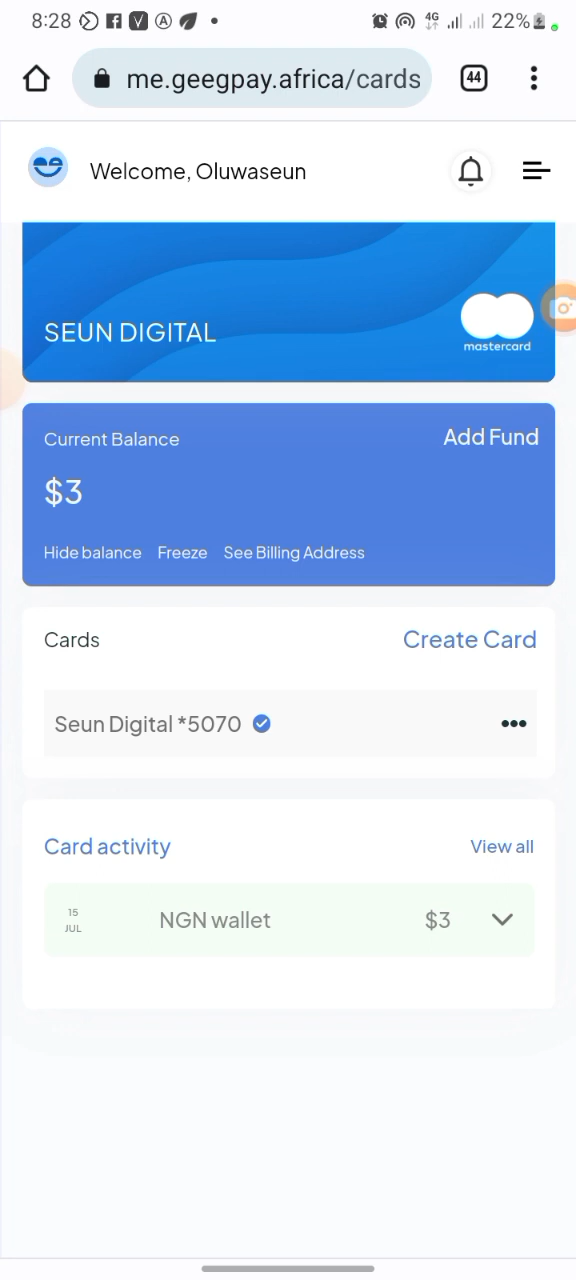 8:28
4G
22%
me.geegpay.africa/cards
44
Welcome, Oluwaseun
SEUN DIGITAL
mastercard
Current Balance
Add Fund
$3
Hide balance Freeze See Billing Address
Cards
Create Card
Seun Digital *5070
Card activity
View all
15
JUL
NGN wallet
$3